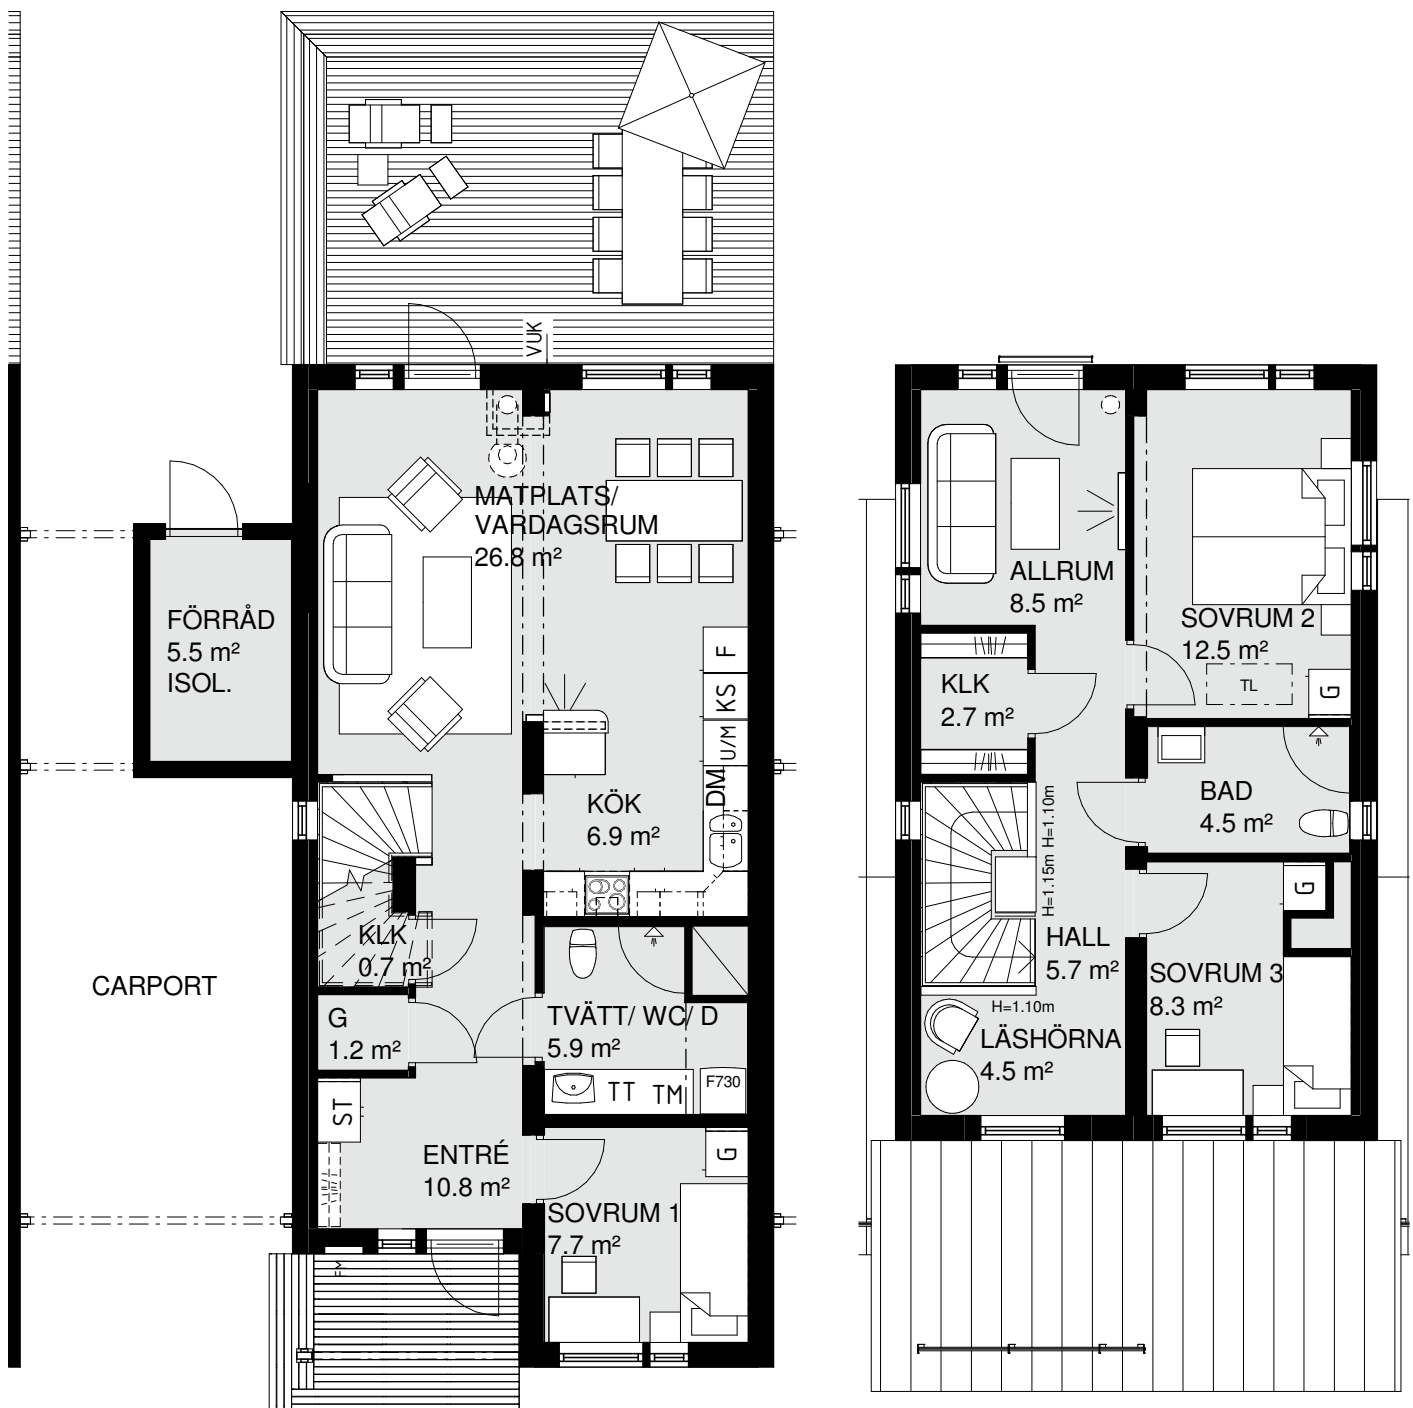 VUK
MATPLATS/
VARDAGSRUM
26.8 m²
FÖRRÅD
5.5 m²
ISOL.
F
KS
U/M
DM
KÖK
6.9 m²
KLK
0.7 m²
CARPORT
G
1.2 m²
TVÄTT/ WC/ D
5.9 m²
TT
TM
F730
ST
ENTRÉ
10.8 m²
G
SOVRUM 1
7.7 m²
FM
ALLRUM
8.5 m²
SOVRUM 2
12.5 m²
TL
G
KLK
2.7 m²
BAD
4.5 m²
H=1.15m H=1.10m
G
HALL
5.7 m²
SOVRUM 3
8.3 m²
H=1.10m
LÄSHÖRNA
4.5 m²